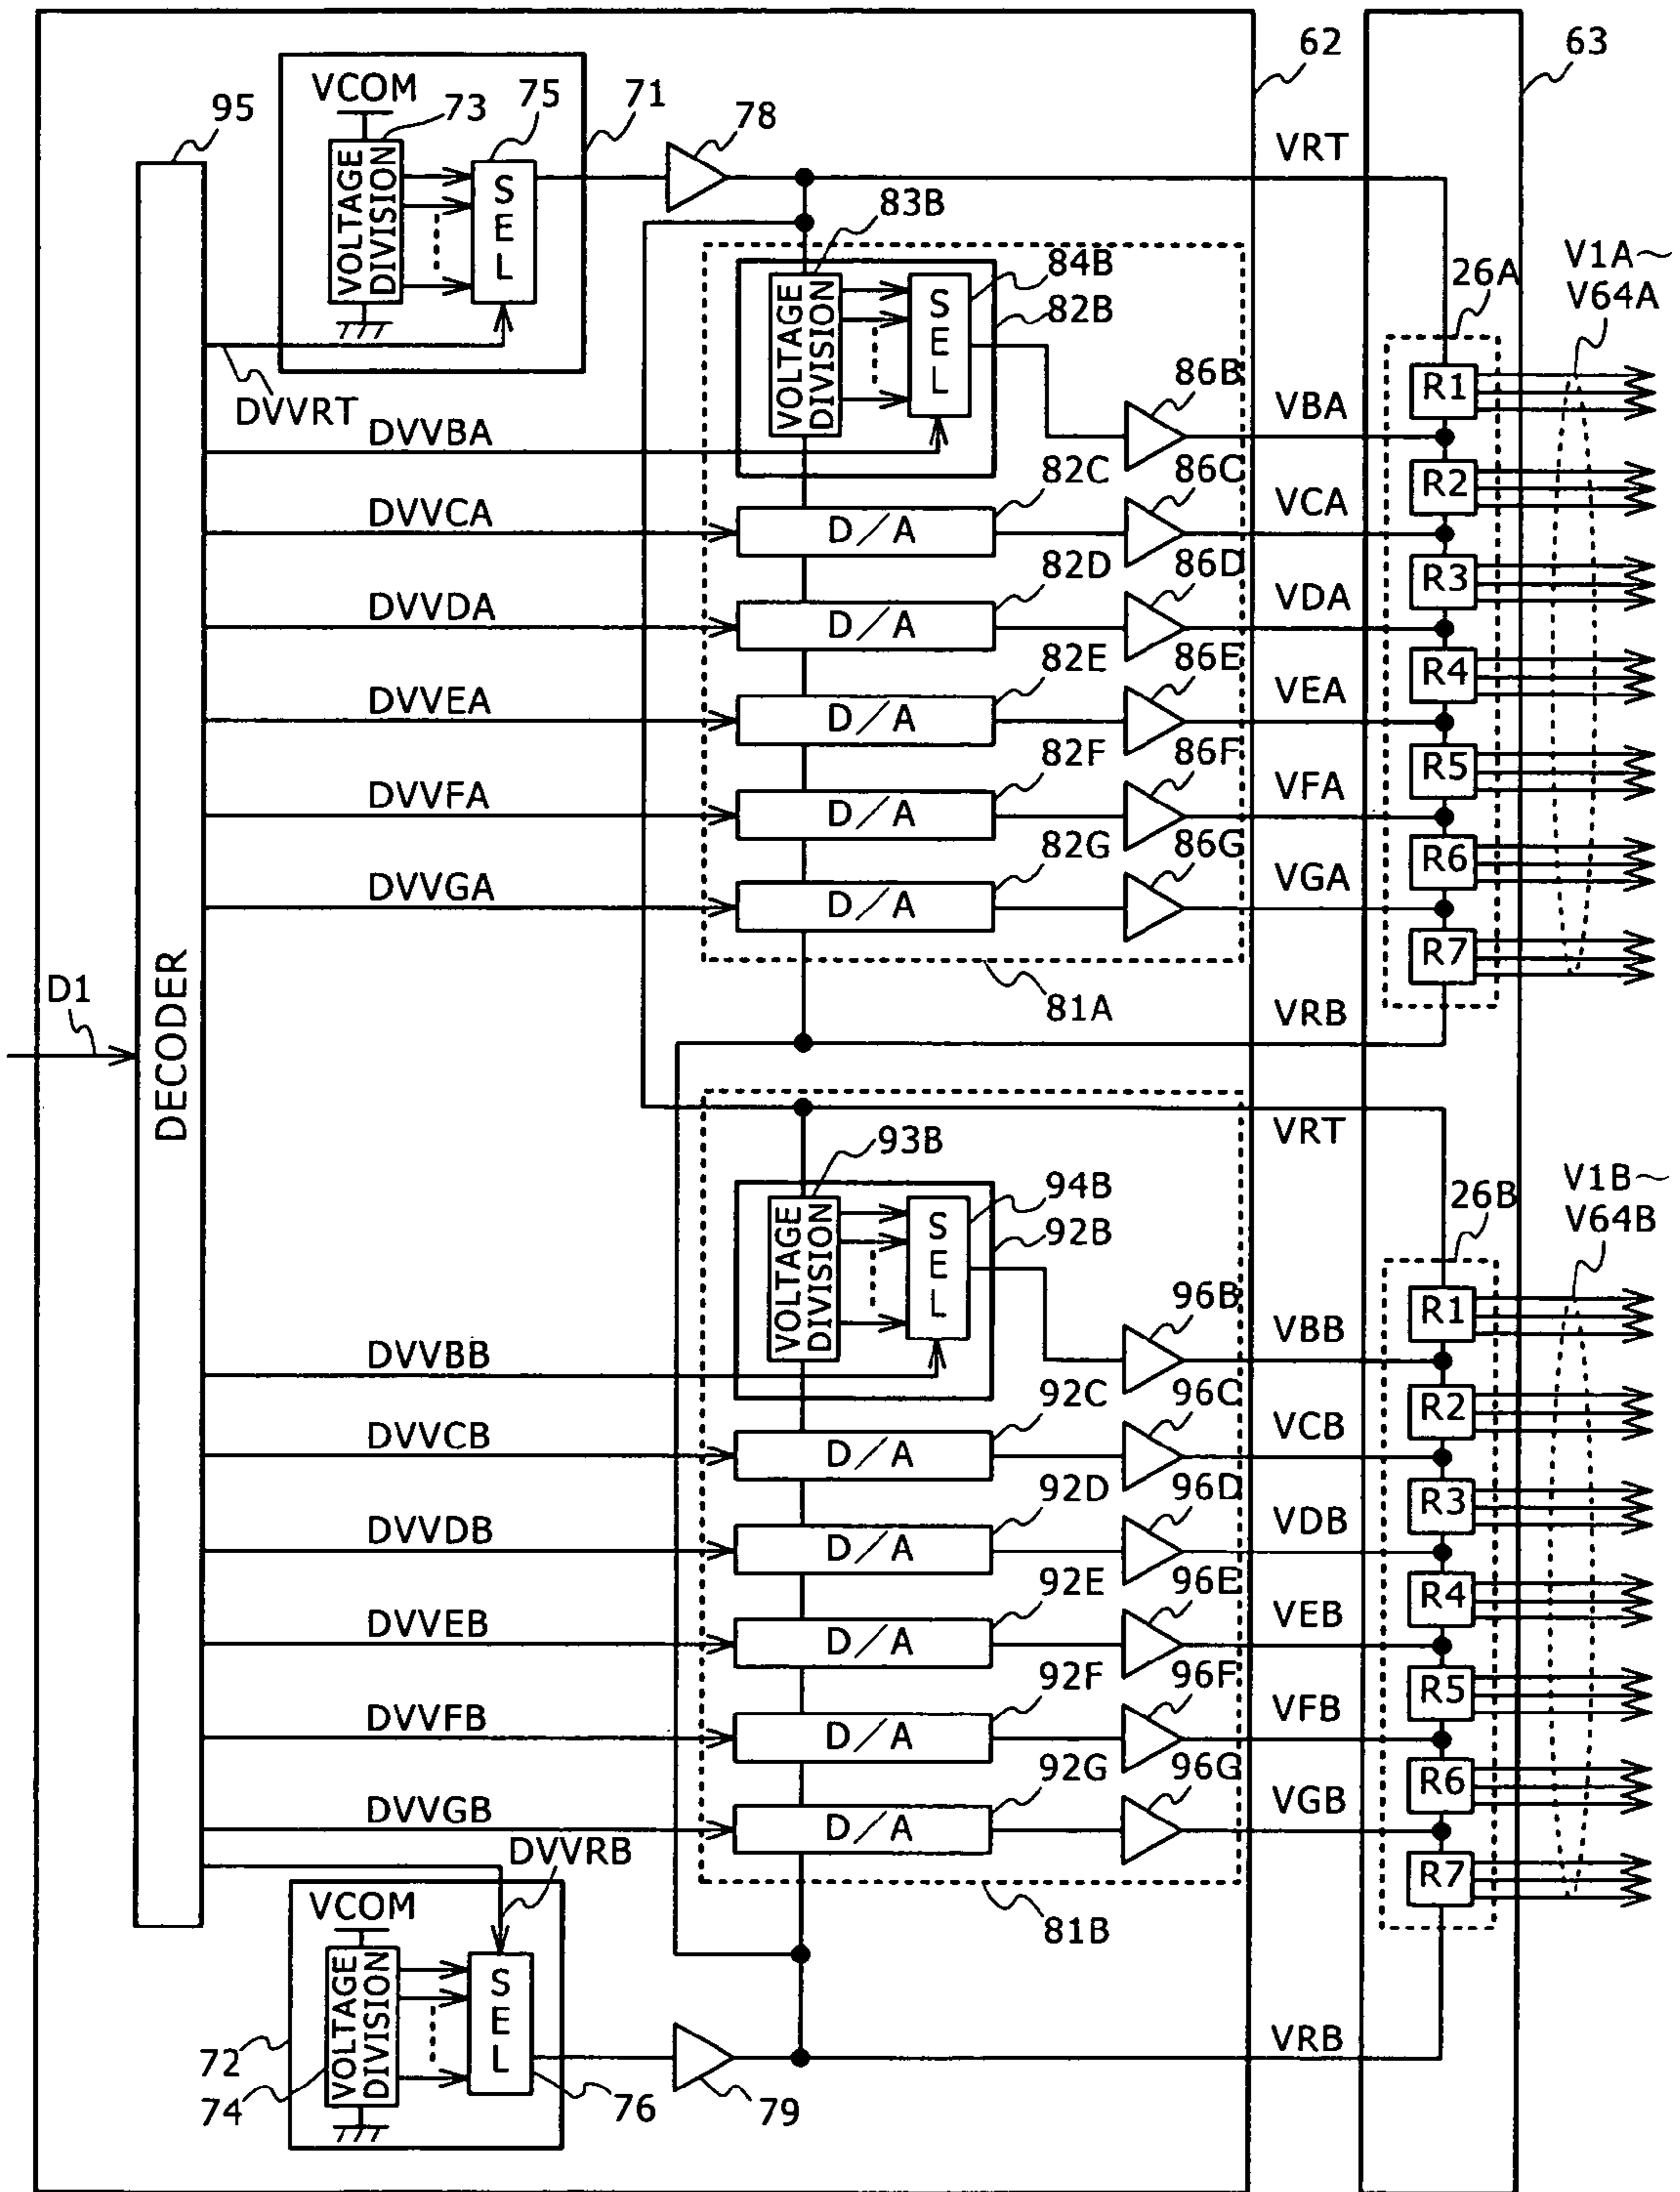 62
63
95
VCOM
73
75
71
78
VRT
VOLTAGE
DIVISION
SEL
83B
84B
82B
V1A~
V64A
26A
DVVRT
VOLTAGE
DIVISION
SEL
86B
VBA
R1
DVVBA
82C
86C
VCA
R2
DVVCA
D/A
82D
86D
VDA
R3
DVVDA
D/A
82E
86E
VEA
R4
DVVEA
D/A
82F
86F
VFA
R5
DVVFA
D/A
82G
86G
VGA
R6
DVVGA
D/A
R7
D1
DECODER
81A
VRB
VRT
93B
94B
92B
V1B~
V64B
26B
VOLTAGE
DIVISION
SEL
96B
VBB
R1
DVVBB
92C
96C
VCB
R2
DVVCB
D/A
92D
96D
VDB
R3
DVVDB
D/A
92E
96E
VEB
R4
DVVEB
D/A
92F
96F
VFB
R5
DVVFB
D/A
92G
96G
VGB
R6
DVVGB
D/A
DVVRB
R7
81B
VCOM
VOLTAGE
DIVISION
SEL
VRB
72
74
76
79